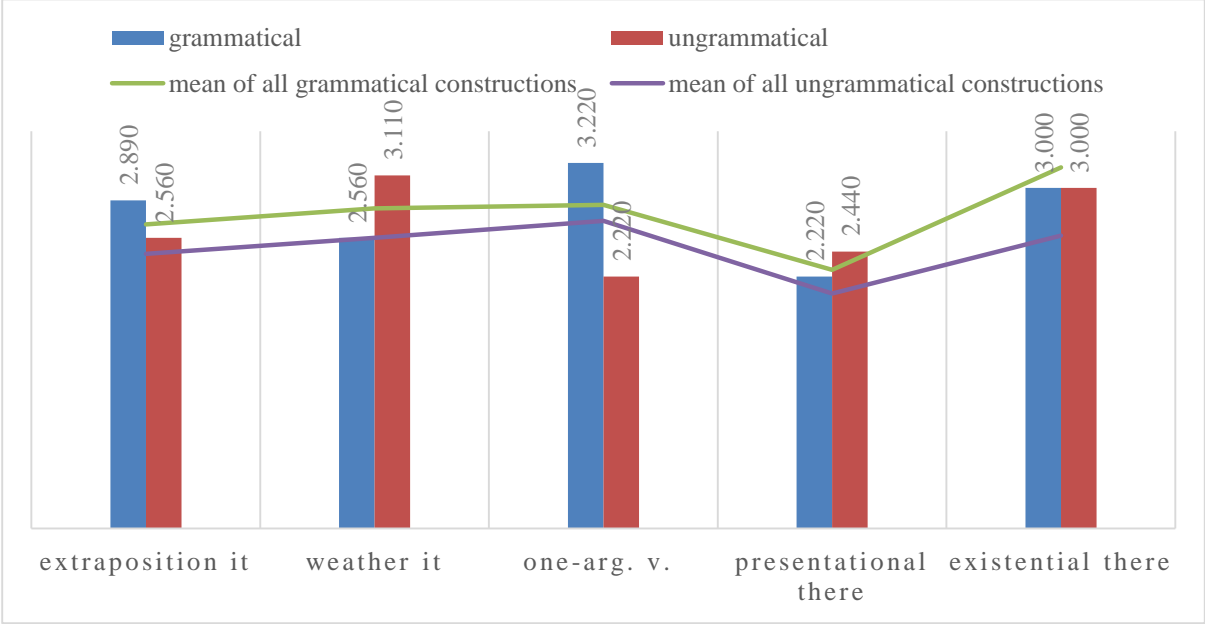 grammatical
ungrammatical
mean of all grammatical constructions
mean of all ungrammatical constructions
2.890
2.560
2.560
3.110
3.220
2.220
2.220
2.440
3.000
3.000
extraposition it
weather it
one-arg. v.
presentational
there
existential there